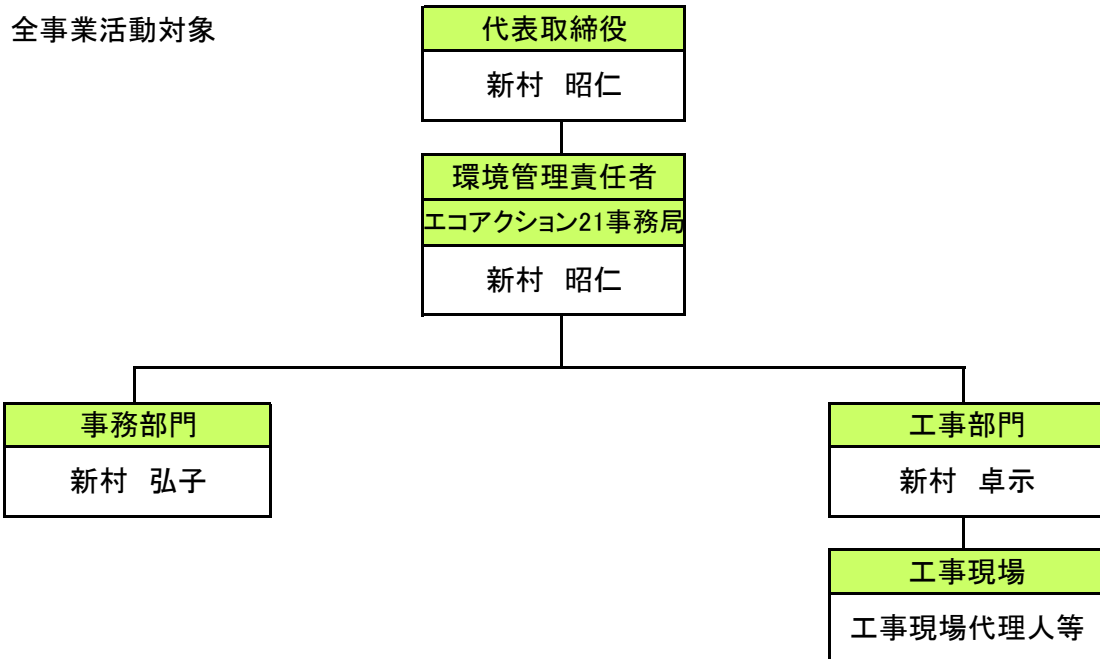 全事業活動対象
代表取締役
新村　昭仁
環境管理責任者
エコアクション21事務局
新村　昭仁
事務部門
新村　弘子
工事部門
新村　卓示
工事現場
工事現場代理人等